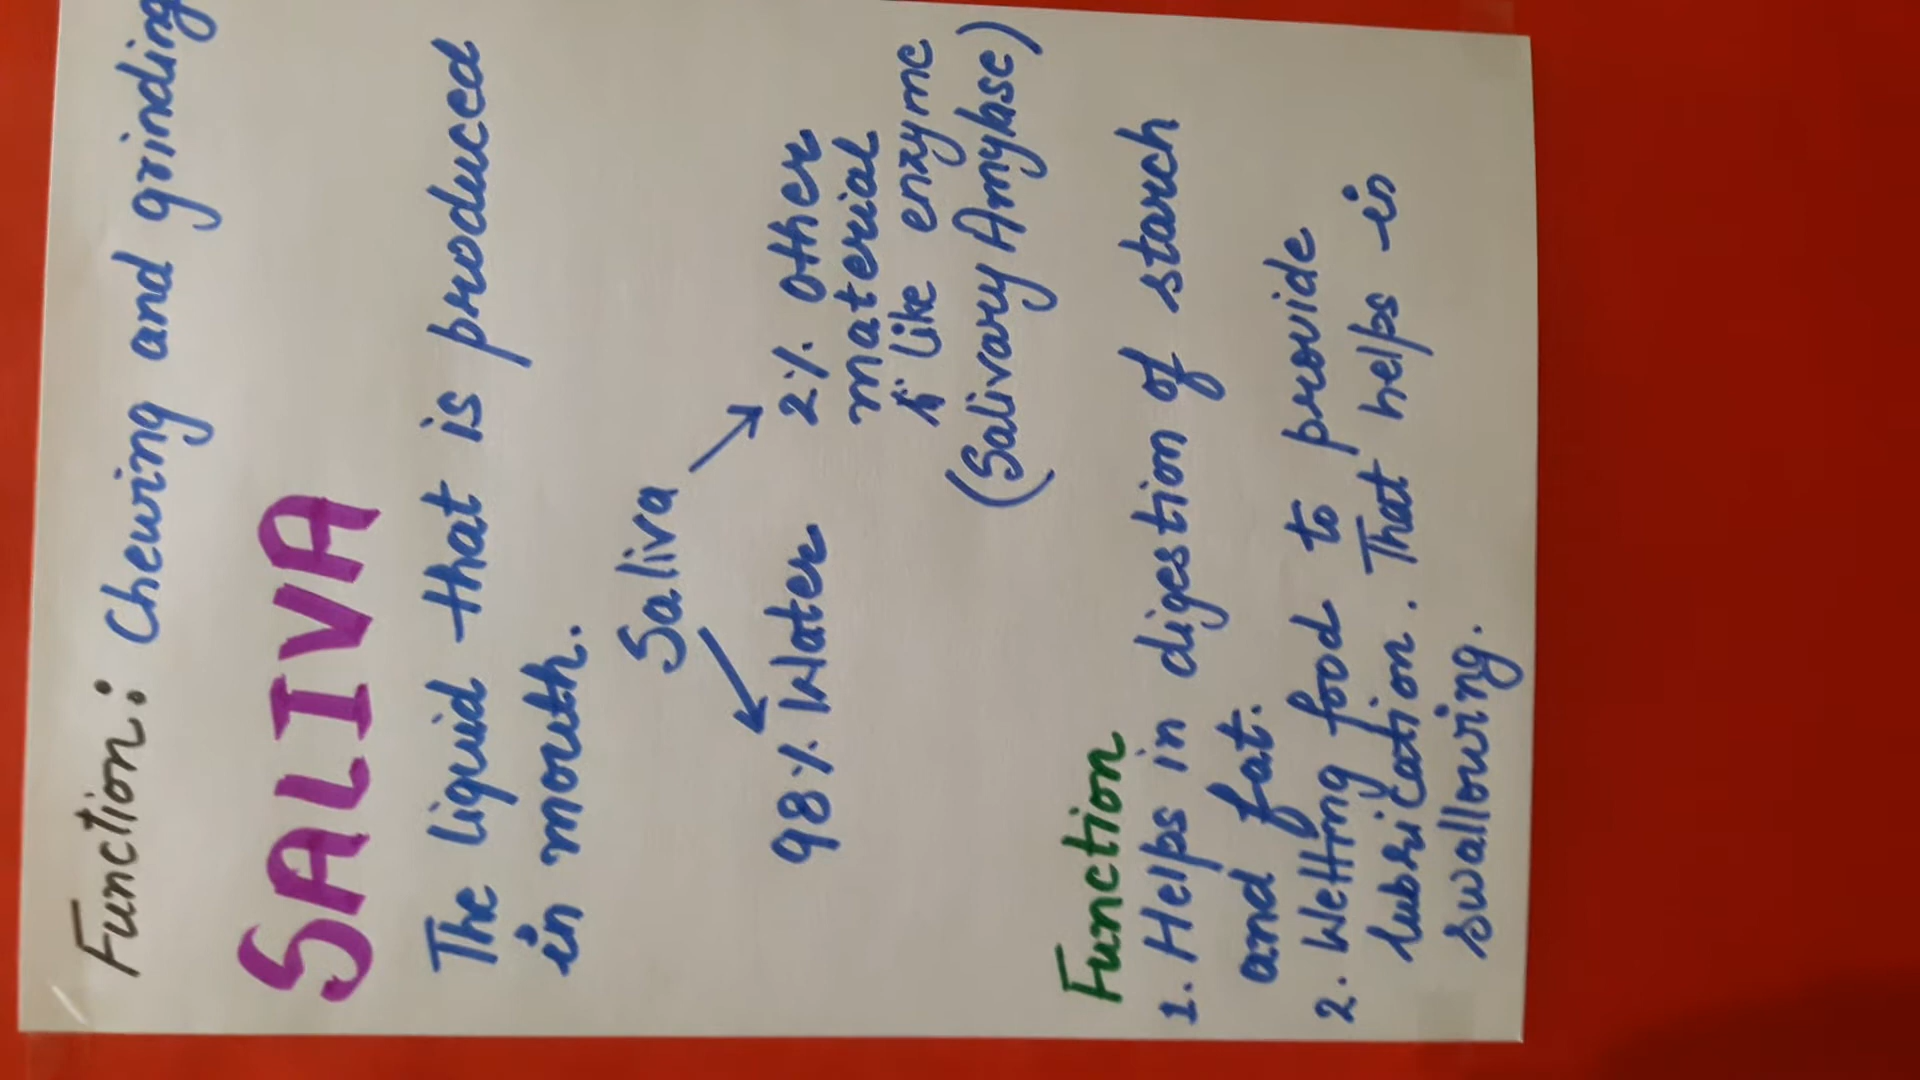 Function: Chewing and grinding
SALIVA
The liquid that is produced
in mouth.
Saliva
98% Water 2% other
material
like enzyme
(Salivary Amylase)
Function
1. Helps in digestion of starch
and fat.
2. Wetting food to provide
lubrication. That helps in
swallowing.